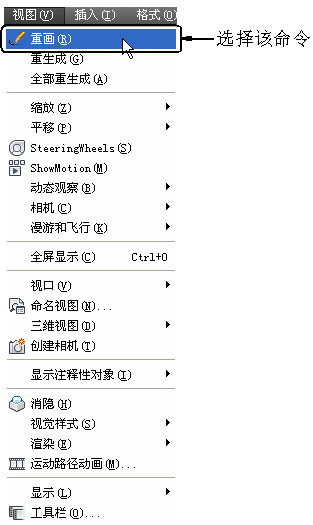 视图(V) 插入(I) 格式(O)
重画(R)
选择该命令
重生成(G)
全部重生成(A)
缩放(Z)
平移(P)
SteeringWheels(S)
ShowMotion(M)
动态观察(B)
相机(C)
漫游和飞行(K)
全屏显示(C) Ctrl+0
视口(V)
命名视图(N)...
三维视图(D)
创建相机(T)
显示注释性对象(I)
消隐(H)
视觉样式(S)
渲染(E)
运动路径动画(M)...
显示(L)
工具栏(O)...